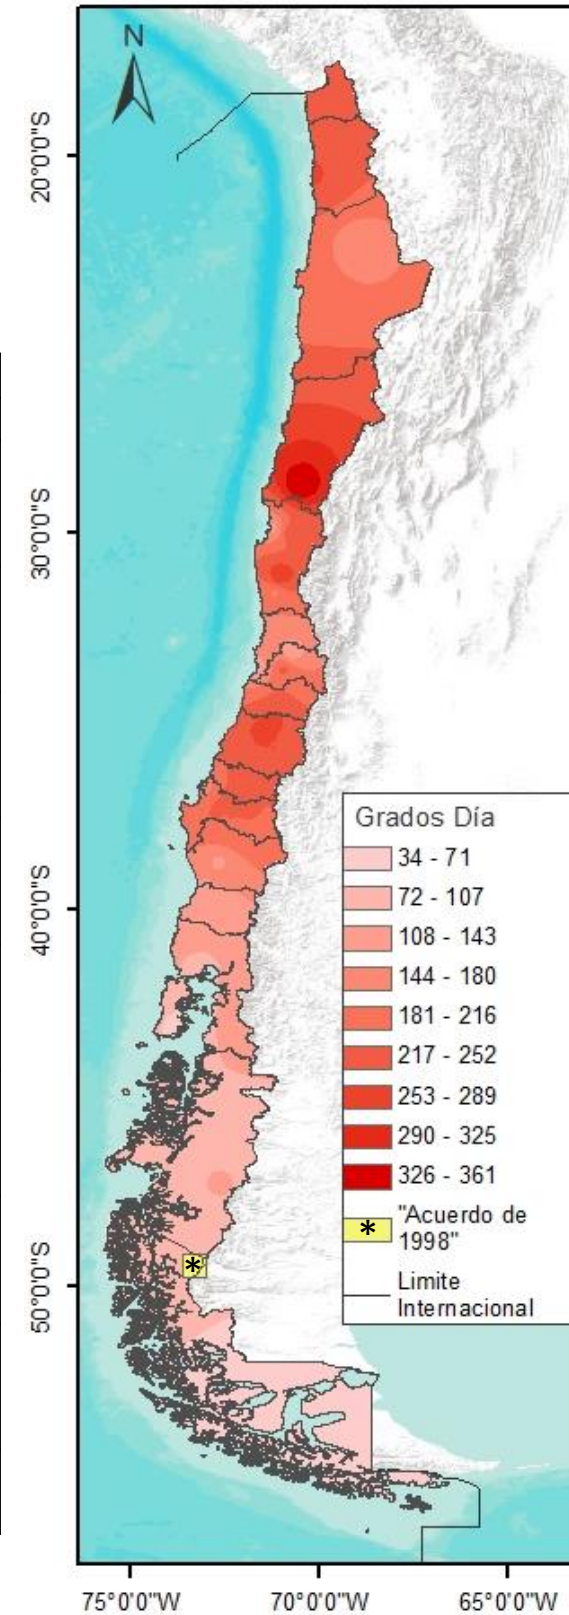 N
20°0'0"S
30°0'0"S
40°0'0"S
50°0'0"S
Grados Día
34 - 71
72 - 107
108 - 143
144 - 180
181 - 216
217 - 252
253 - 289
290 - 325
326 - 361
* "Acuerdo de
1998"
Limite
Internacional
*
75°0'0"W 70°0'0"W 65°0'0"W